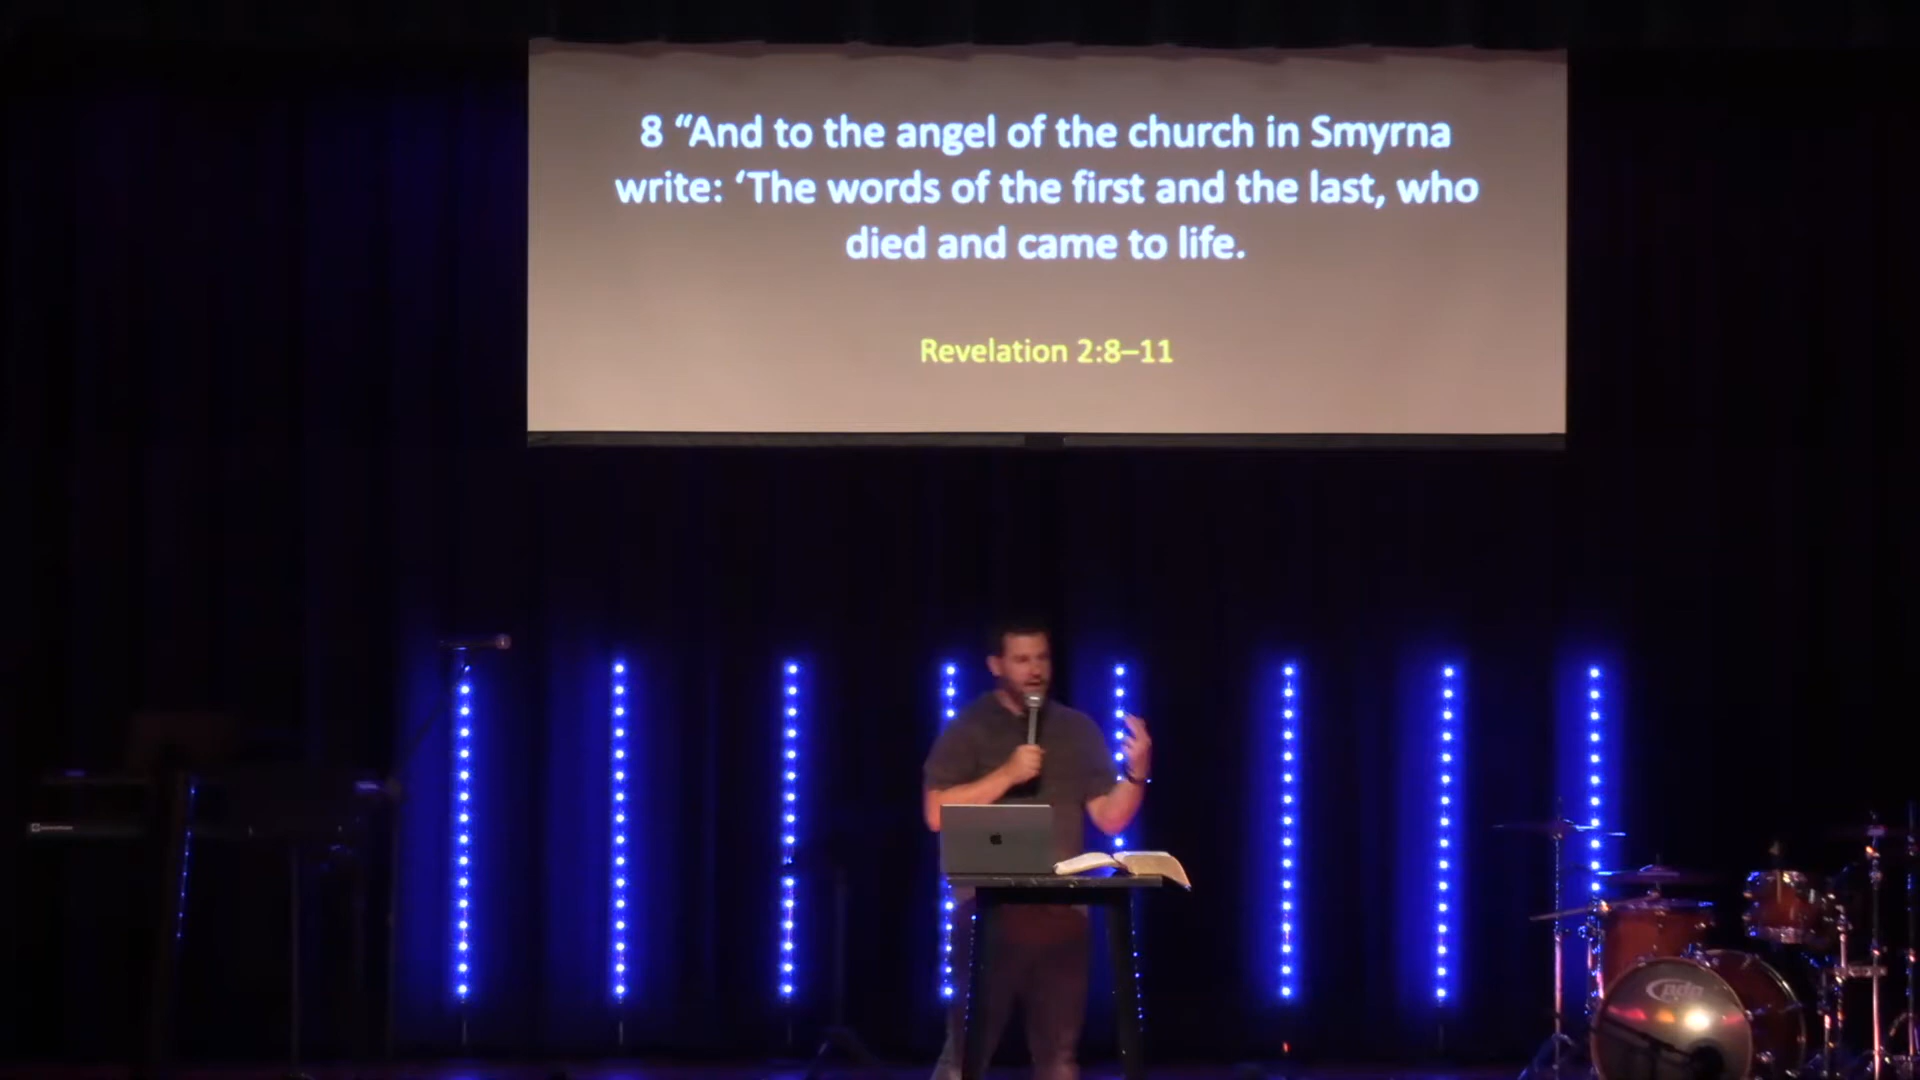 8 “And to the angel of the church in Smyrna
write: ‘The words of the first and the last, who
died and came to life.
Revelation 2:8–11
pdp